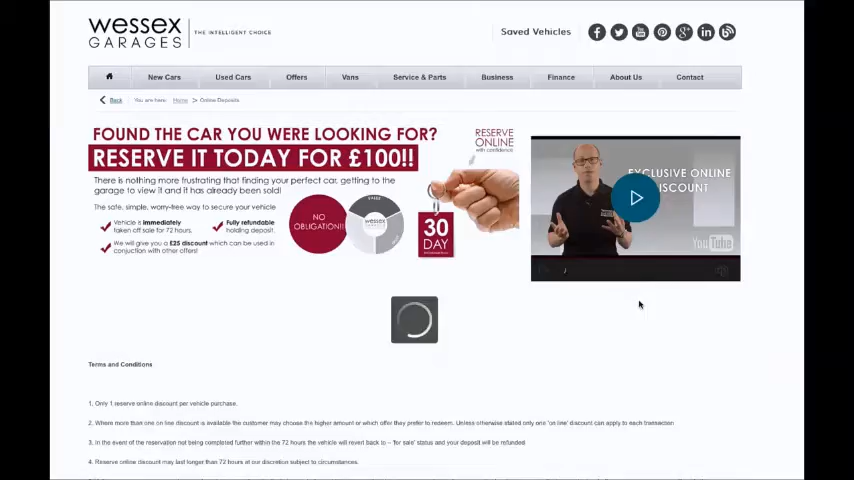 wessex
GARAGES
THE INTELLIGENT CHOICE
Saved Vehicles
New Cars
Used Cars
Offers
Vans
Service & Parts
Business
Finance
About Us
Contact
Back
You are here: Home > Online Deposits
FOUND THE CAR YOU WERE LOOKING FOR?
RESERVE IT TODAY FOR £100!!
There is nothing more frustrating that finding your perfect car, getting to the
garage to view it and it has already been sold!
The safe, simple, worry-free way to secure your vehicle
Vehicle is immediately
taken off sale for 72 hours.
Fully refundable
holding deposit.
We will give you a £25 discount which can be used in
conjuction with other offers!
NO
OBLIGATION!!
wessex
RESERVE
ONLINE
with confidence
30
DAY
EXCLUSIVE ONLINE
DISCOUNT
YouTube
Terms and Conditions
1. Only 1 reserve online discount per vehicle purchase.
2. Where more than one on line discount is available the customer may choose the higher amount or which offer they prefer to redeem. Unless otherwise stated only one 'on line' discount can apply to each transaction
3. In the event of the reservation not being completed further within the 72 hours the vehicle will revert back to – 'for sale' status and your deposit will be refunded
4. Reserve online discount may last longer than 72 hours at our discretion subject to circumstances.